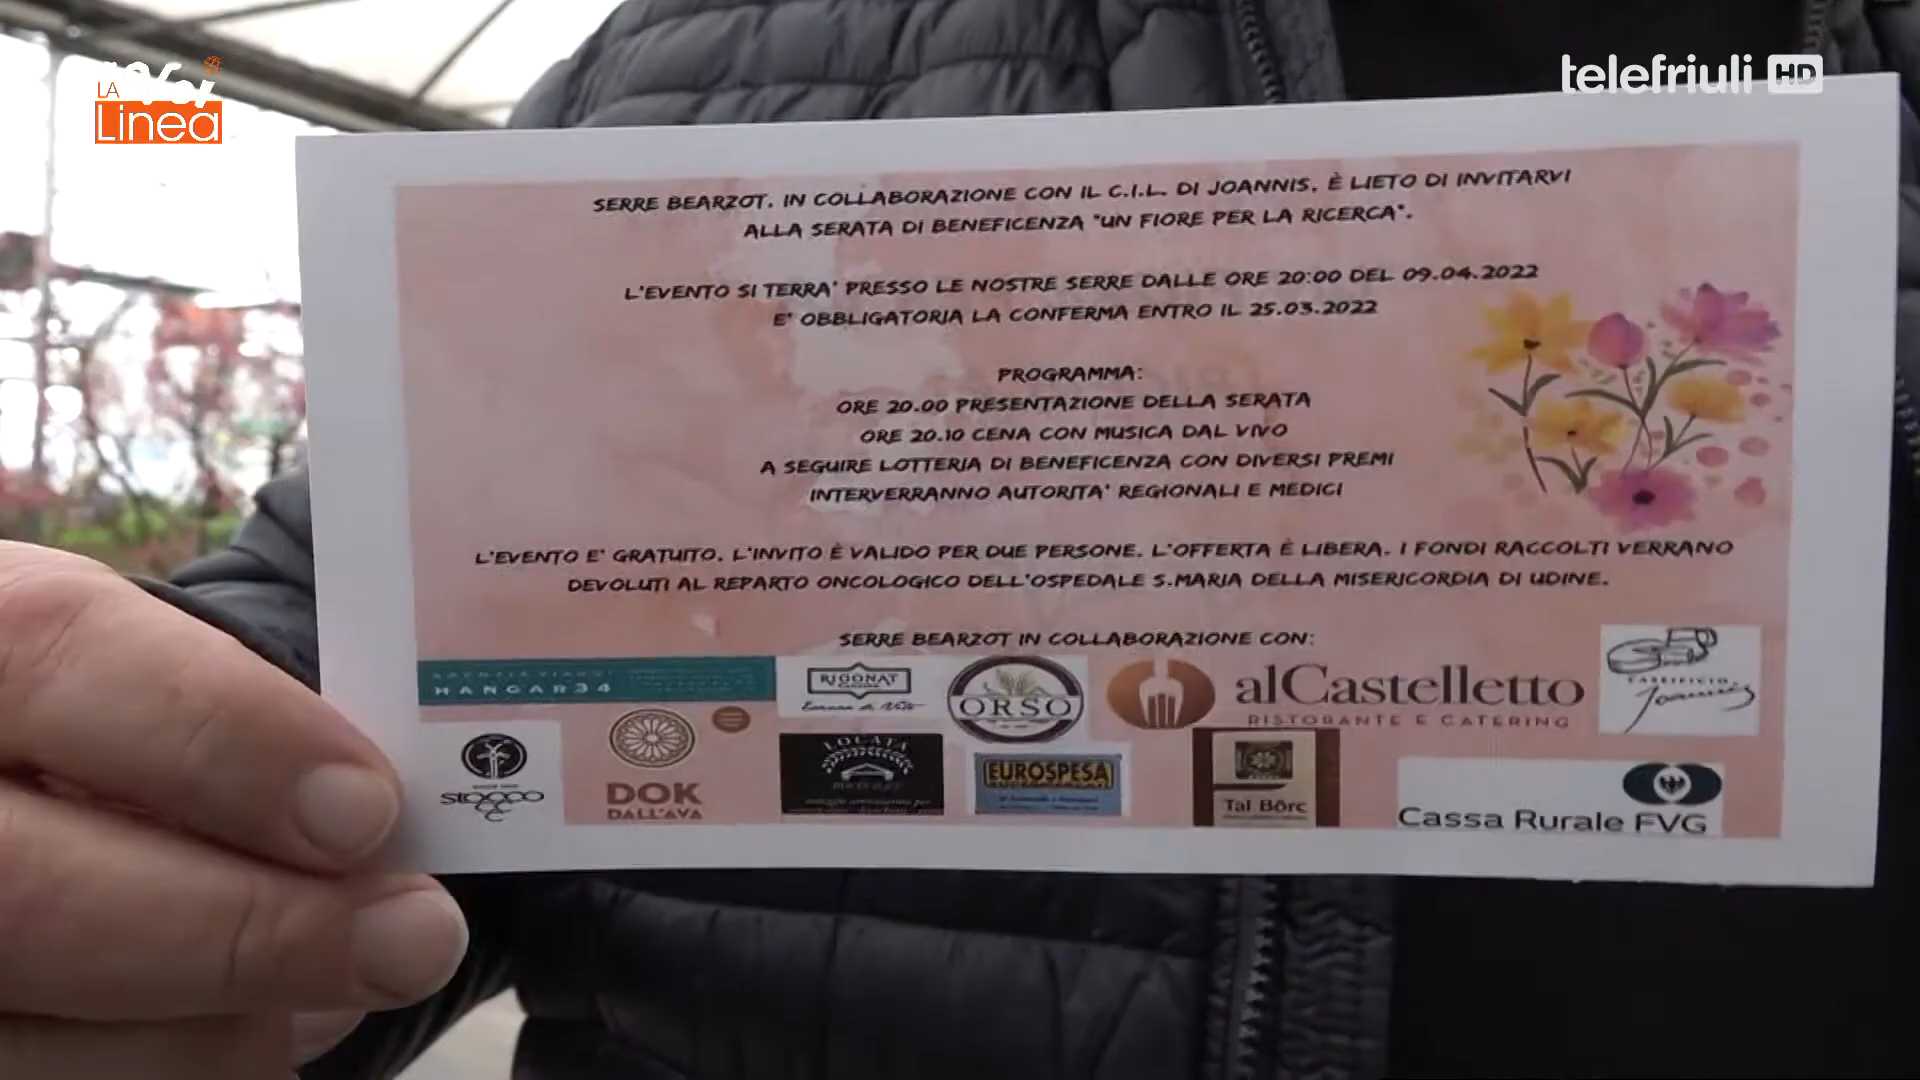 LA
Linea
telefriuli HD
SERRE BEARZOT, IN COLLABORAZIONE CON IL C.I.L. DI JOANNIS, È LIETO DI INVITARVI
ALLA SERATA DI BENEFICENZA "UN FIORE PER LA RICERCA".
L'EVENTO SI TERRA' PRESSO LE NOSTRE SERRE DALLE ORE 20:00 DEL 09.04.2022
E' OBBLIGATORIA LA CONFERMA ENTRO IL 25.03.2022
PROGRAMMA:
ORE 20.00 PRESENTAZIONE DELLA SERATA
ORE 20.10 CENA CON MUSICA DAL VIVO
A SEGUIRE LOTTERIA DI BENEFICENZA CON DIVERSI PREMI
INTERVERRANNO AUTORITA' REGIONALI E MEDICI
L'EVENTO E' GRATUITO. L'INVITO È VALIDO PER DUE PERSONE. L'OFFERTA È LIBERA. I FONDI RACCOLTI VERRANO
DEVOLUTI AL REPARTO ONCOLOGICO DELL'OSPEDALE S.MARIA DELLA MISERICORDIA DI UDINE.
SERRE BEARZOT IN COLLABORAZIONE CON:
AGENZIA VIAGGI
HANGAR34
RIGONAT
ORSO
alCastelletto
RISTORANTE E CATERING
CASEIFICIO
Joannis
stocco
DOK
DALL'AVA
EUROSPESA
Tal Bôrc
Cassa Rurale FVG